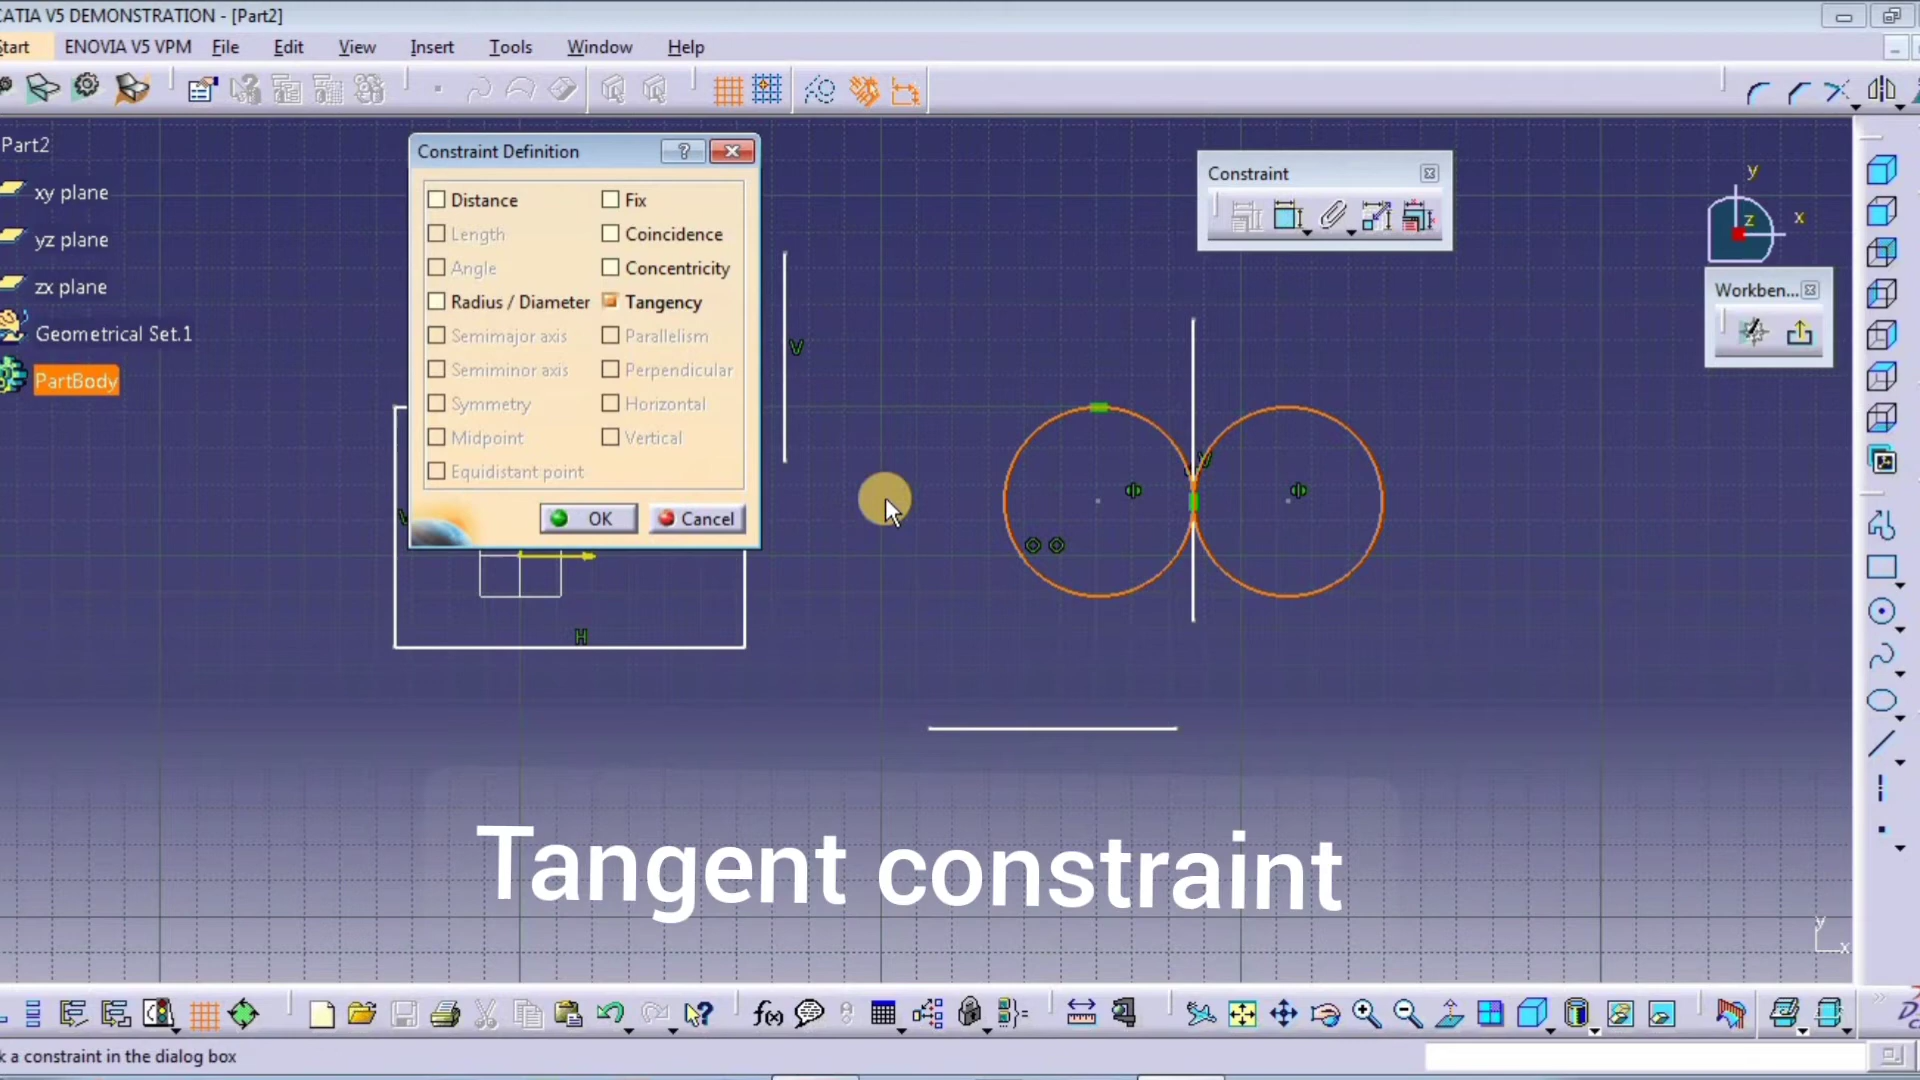 CATIA V5 DEMONSTRATION - [Part2]
Start ENOVIA V5 VPM File Edit View Insert Tools Window Help
Part2
xy plane
yz plane
zx plane
Geometrical Set.1
PartBody
Constraint Definition
?
Distance Fix
Length Coincidence
Angle Concentricity
Radius / Diameter Tangency
Semimajor axis Parallelism
Semiminor axis Perpendicular
Symmetry Horizontal
Midpoint Vertical
Equidistant point
OK Cancel
Constraint
y
z x
Workben...
V
V
H
Tangent constraint
y
x
f(x)
k a constraint in the dialog box